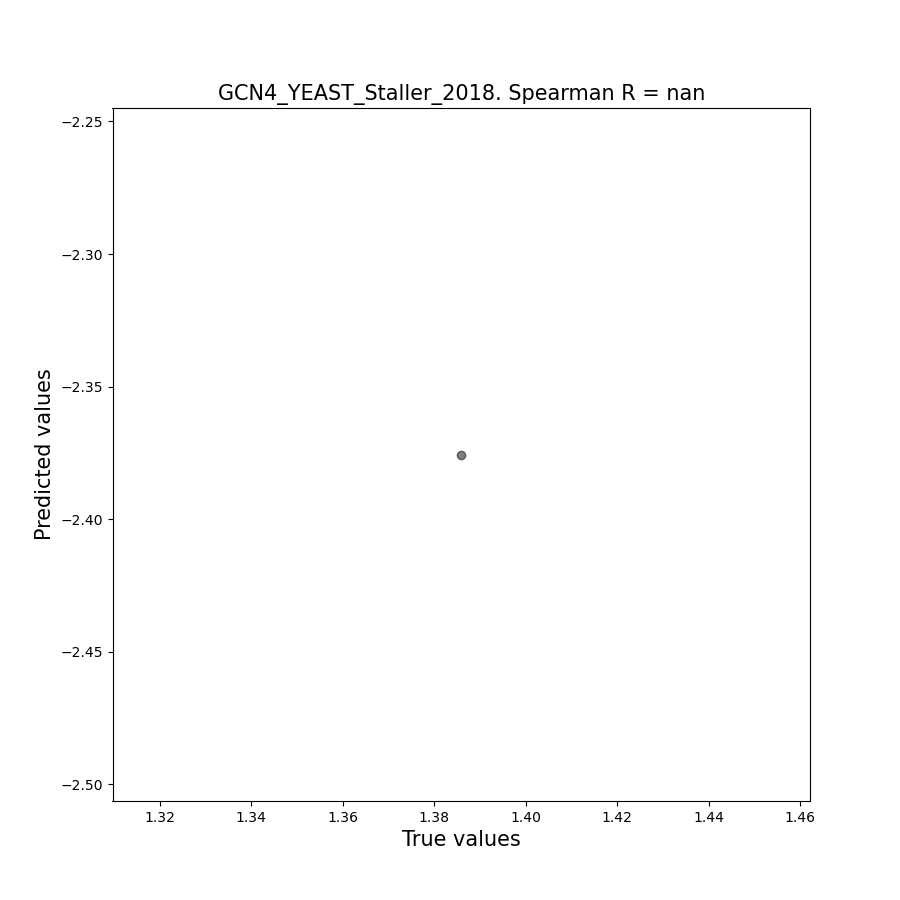 GCN4_YEAST_Staller_2018. Spearman R = nan
−2.25
−2.30
−2.35
−2.40
−2.45
−2.50
Predicted values
1.32 1.34 1.36 1.38 1.40 1.42 1.44 1.46
True values